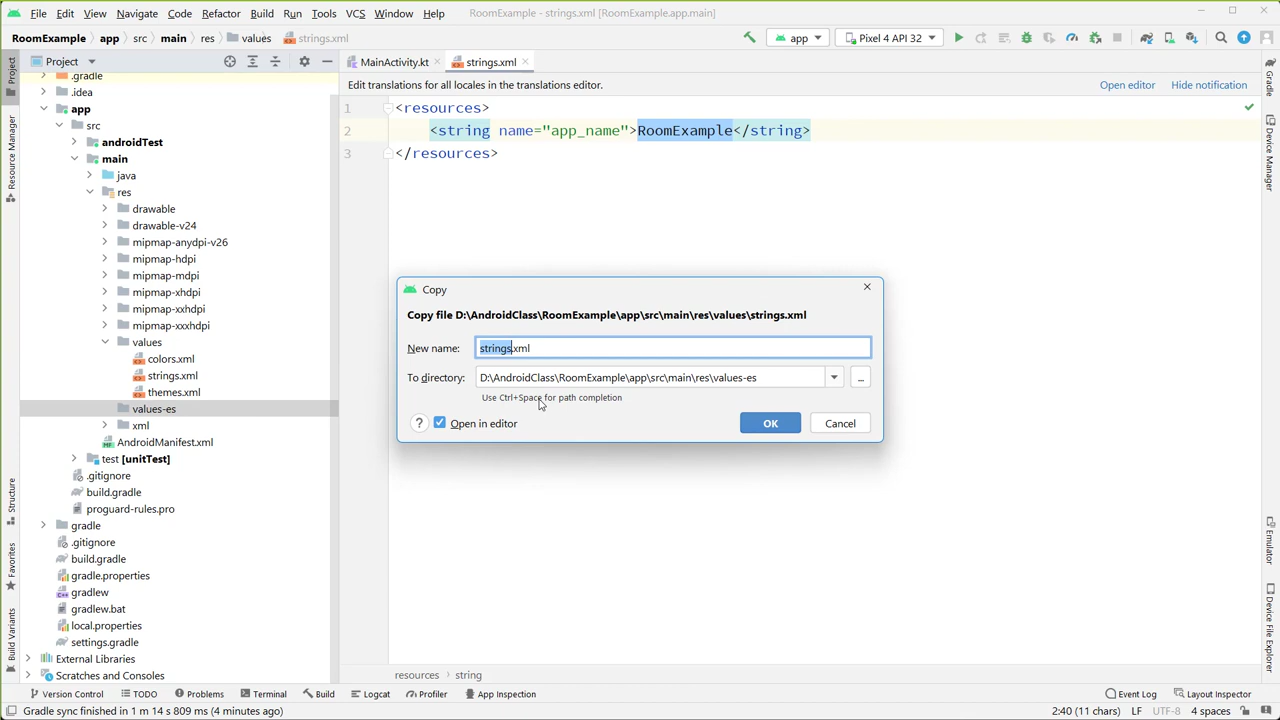 File Edit View Navigate Code Refactor Build Run Tools VCS Window Help RoomExample - strings.xml [RoomExample.app.main]
RoomExample app src main res values strings.xml app Pixel 4 API 32
Project
MainActivity.kt strings.xml
Edit translations for all locales in the translations editor. Open editor Hide notification
.gradle
.idea
app
src
androidTest
main
java
res
drawable
drawable-v24
mipmap-anydpi-v26
mipmap-hdpi
mipmap-mdpi
mipmap-xhdpi
mipmap-xxhdpi
mipmap-xxxhdpi
values
colors.xml
strings.xml
themes.xml
values-es
xml
AndroidManifest.xml
test [unitTest]
.gitignore
build.gradle
proguard-rules.pro
gradle
.gitignore
build.gradle
gradle.properties
gradlew
gradlew.bat
local.properties
settings.gradle
External Libraries
Scratches and Consoles
1 <resources>
2 <string name="app_name">RoomExample</string>
3 </resources>
Copy
Copy file D:\AndroidClass\RoomExample\app\src\main\res\values\strings.xml
New name: strings.xml
To directory: D:\AndroidClass\RoomExample\app\src\main\res\values-es ...
Use Ctrl+Space for path completion
? Open in editor OK Cancel
Project
Resource Manager
Structure
Favorites
Build Variants
Gradle
Device Manager
Emulator
Device File Explorer
resources string
Version Control TODO Problems Terminal Build Logcat Profiler App Inspection Event Log Layout Inspector
Gradle sync finished in 1 m 14 s 809 ms (4 minutes ago) 2:40 (11 chars) LF UTF-8 4 spaces